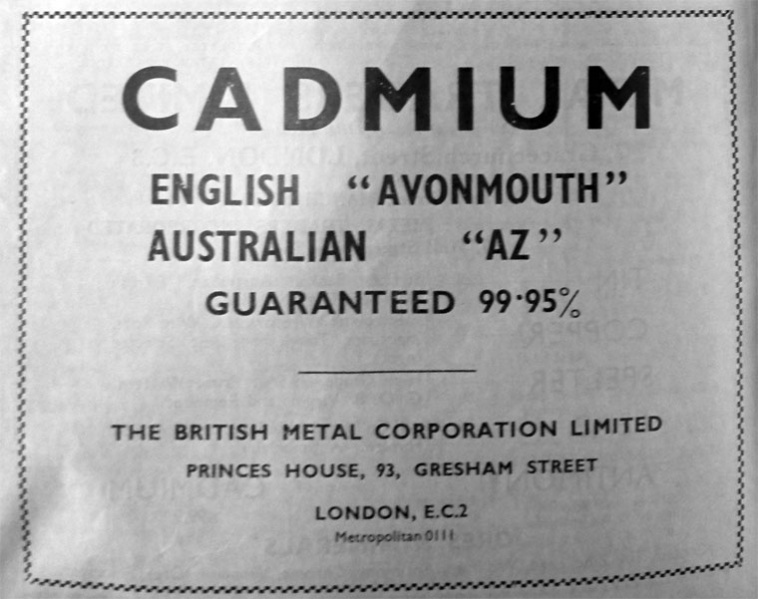 CADMIUM
ENGLISH “AVONMOUTH”
AUSTRALIAN “AZ”
GUARANTEED 99·95%
THE BRITISH METAL CORPORATION LIMITED
PRINCES HOUSE, 93, GRESHAM STREET
LONDON, E.C.2
Metropolitan 0111